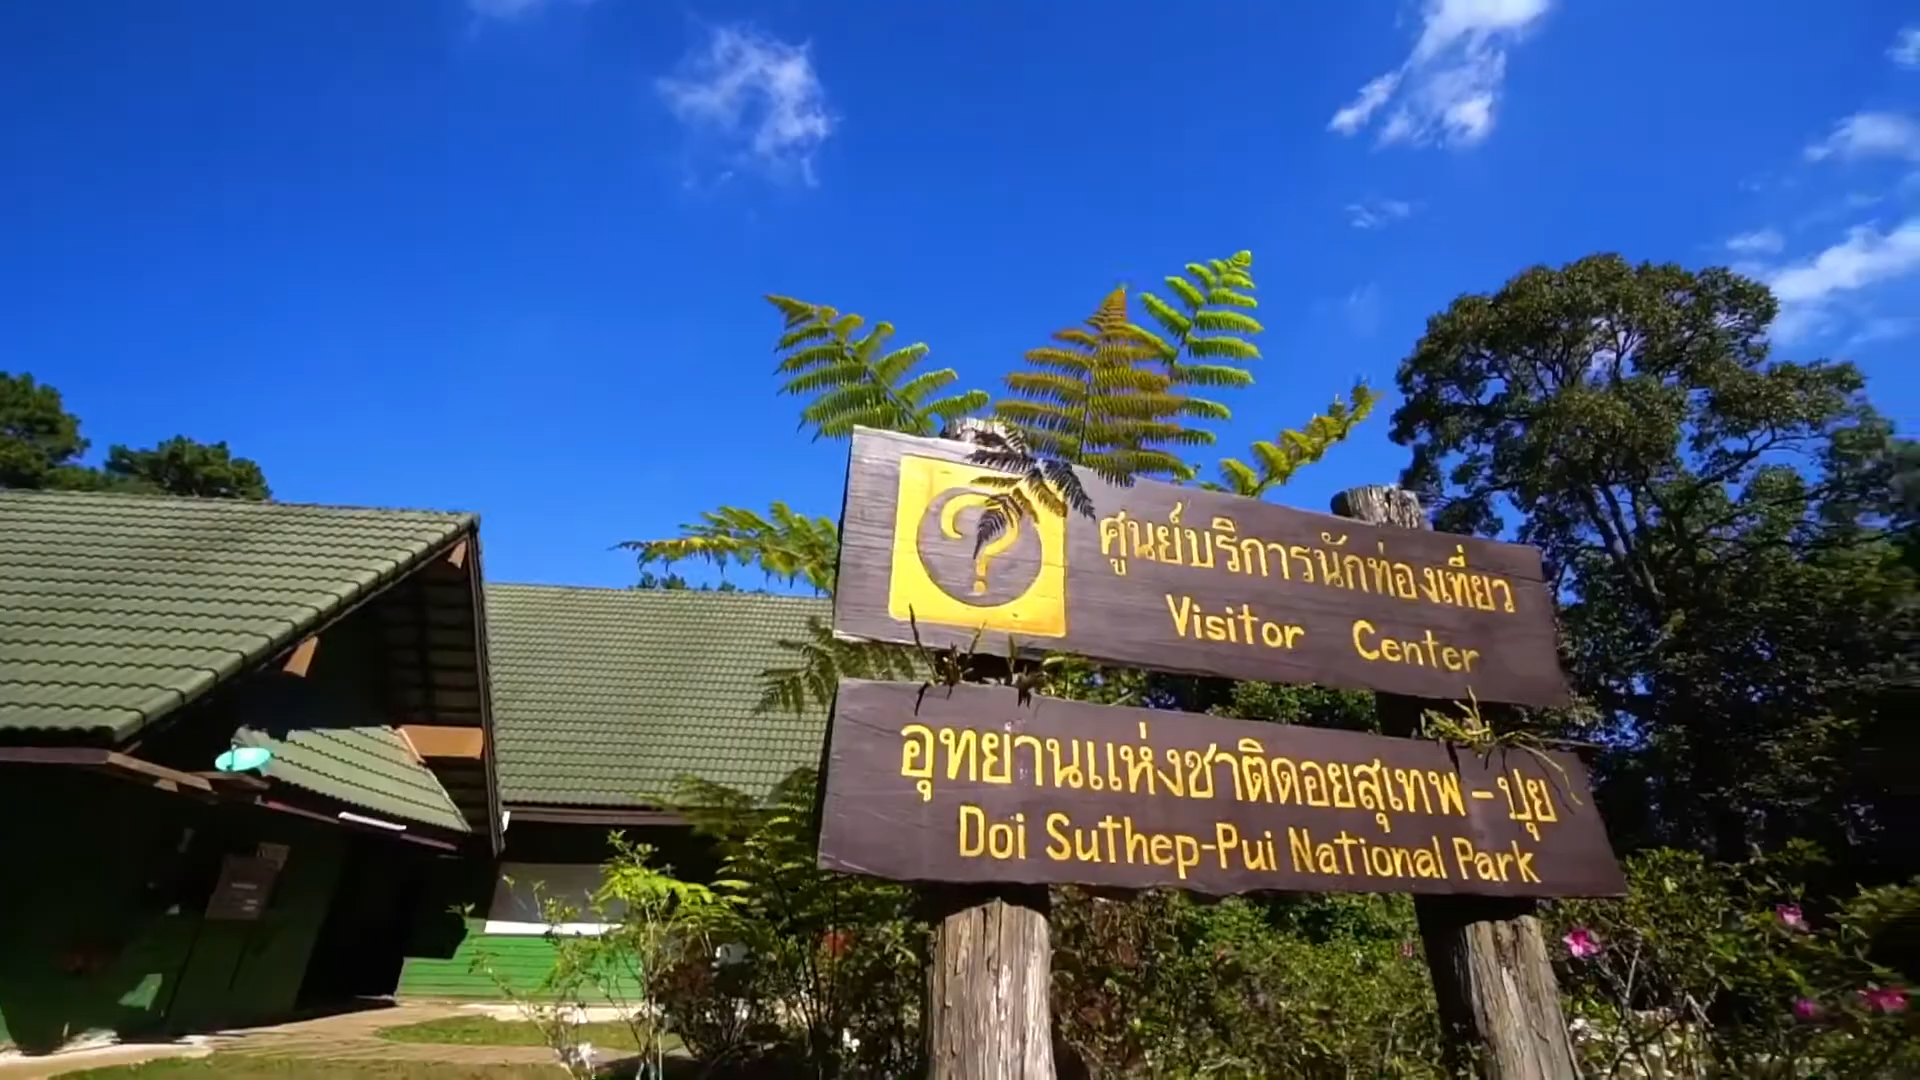 ?
ศูนย์บริการนักท่องเที่ยว
Visitor Center
อุทยานแห่งชาติดอยสุเทพ-ปุย
Doi Suthep-Pui National Park